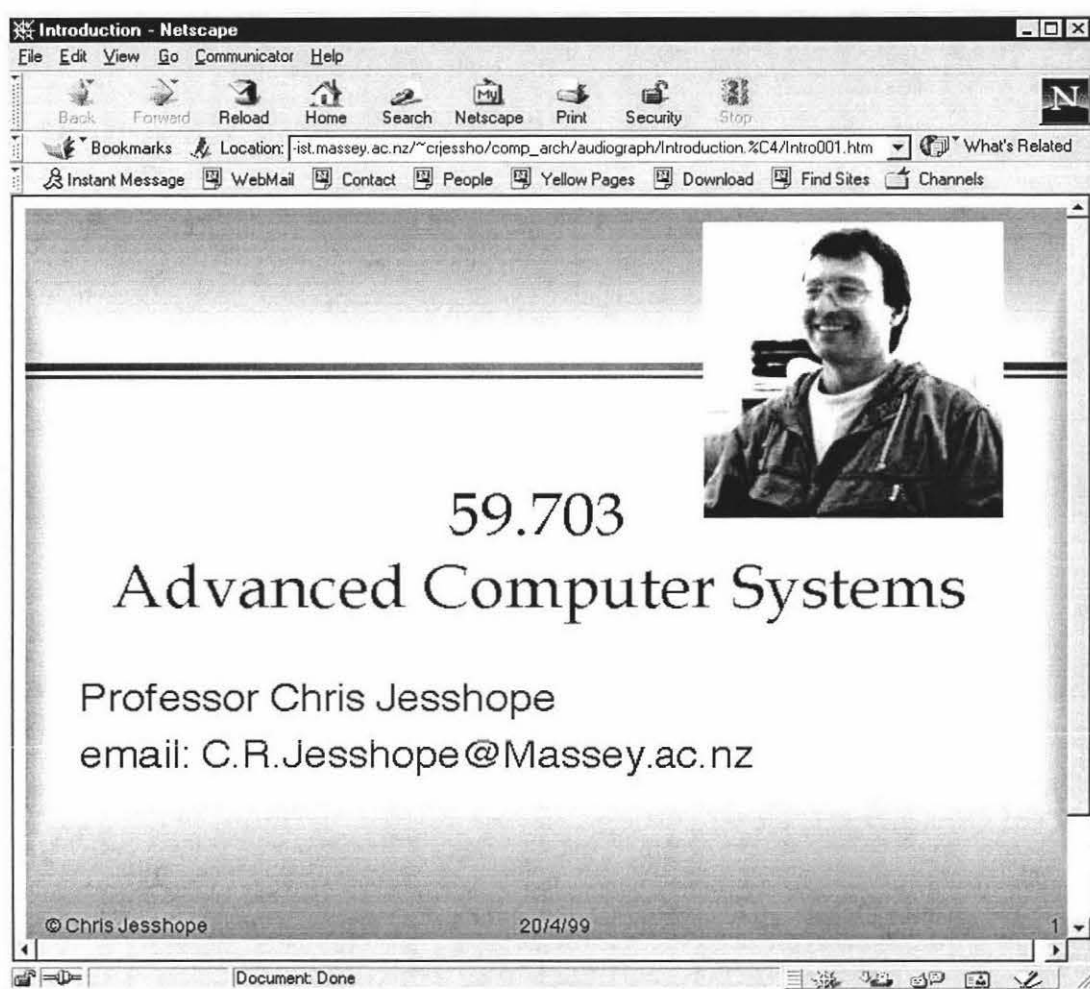 Introduction - Netscape
File Edit View Go Communicator Help
Back Forward Reload Home Search Netscape Print Security Stop
My
N
Bookmarks Location: -ist.massey.ac.nz/~crjessho/comp_arch/audiograph/Introduction.%C4/Intro001.htm What's Related
Instant Message WebMail Contact People Yellow Pages Download Find Sites Channels
59.703
Advanced Computer Systems
Professor Chris Jesshope
email: C.R.Jesshope@Massey.ac.nz
© Chris Jesshope 20/4/99 1
Document: Done